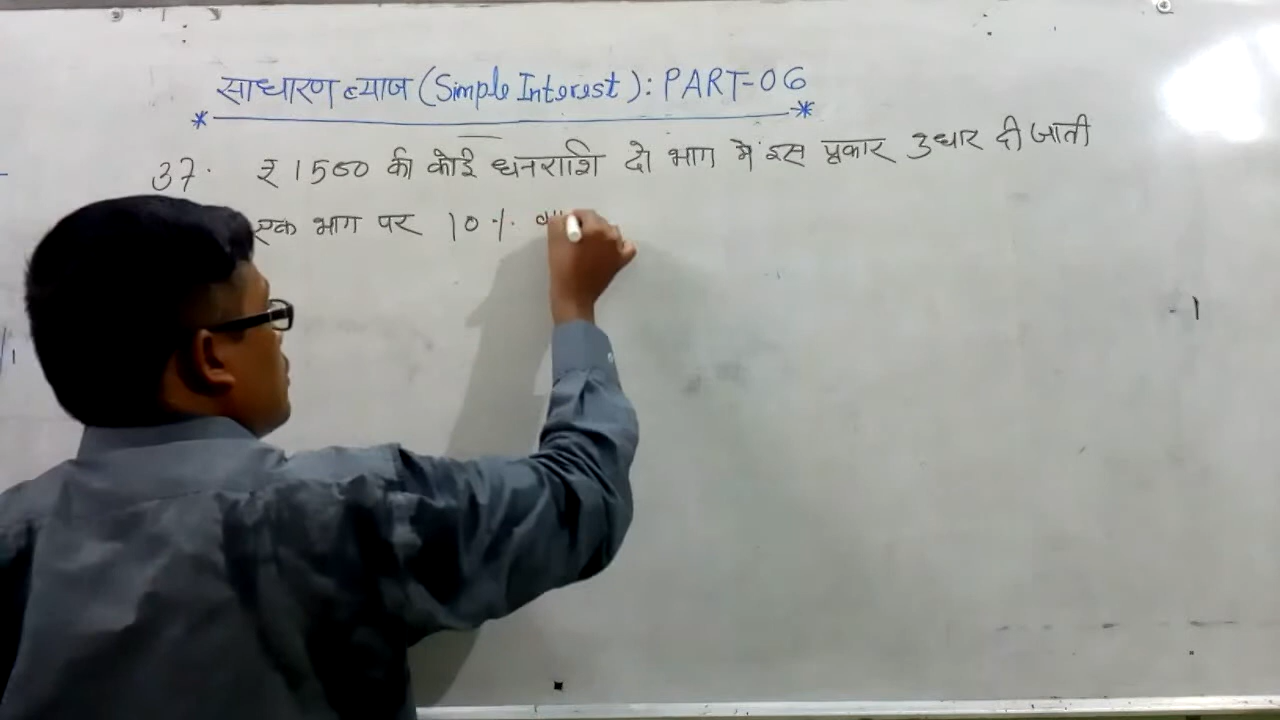 साधारण ब्याज (Simple Interest): PART-06
37. ₹ 1500 की कोई धनराशि दो भाग में इस प्रकार उधार दी जाती
एक भाग पर 10%